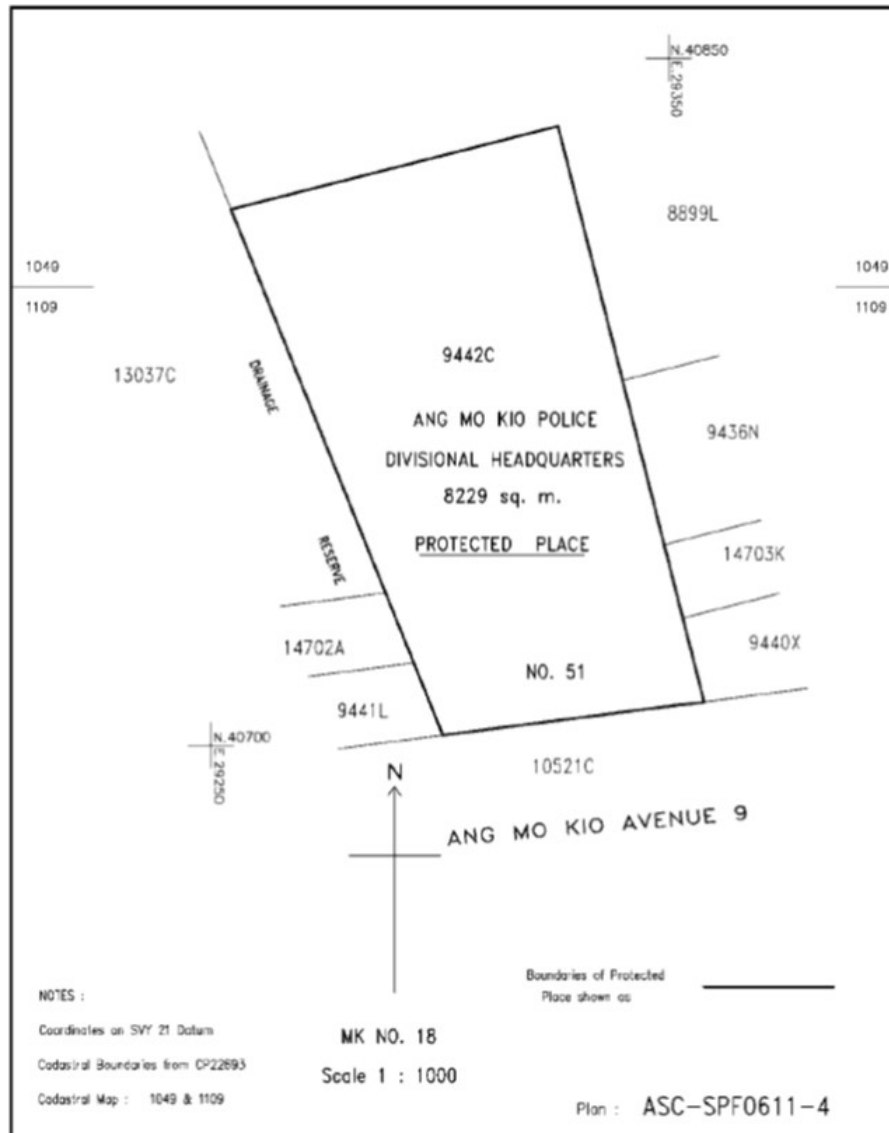 N.40850
E.29350
8899L
1049
1109
1049
1109
13037C
DRAINAGE
9442C
ANG MO KIO POLICE
DIVISIONAL HEADQUARTERS
8229 sq. m.
PROTECTED PLACE
9436N
RESERVE
14703K
14702A
9440X
NO. 51
9441L
N.40700
E.29250
10521C
N
ANG MO KIO AVENUE 9
Boundaries of Protected
Place shown as
NOTES :
Coordinates on SVY 21 Datum
Cadastral Boundaries from CP22693
Cadastral Map : 1049 & 1109
MK NO. 18
Scale 1 : 1000
Plan : ASC-SPF0611-4